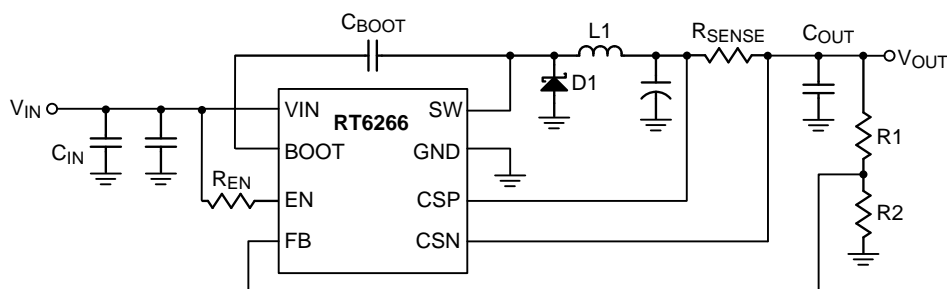 CBOOT
L1
RSENSE
COUT
VOUT
D1
VIN
VIN
SW
RT6266
CIN
BOOT
GND
R1
REN
EN
CSP
R2
FB
CSN